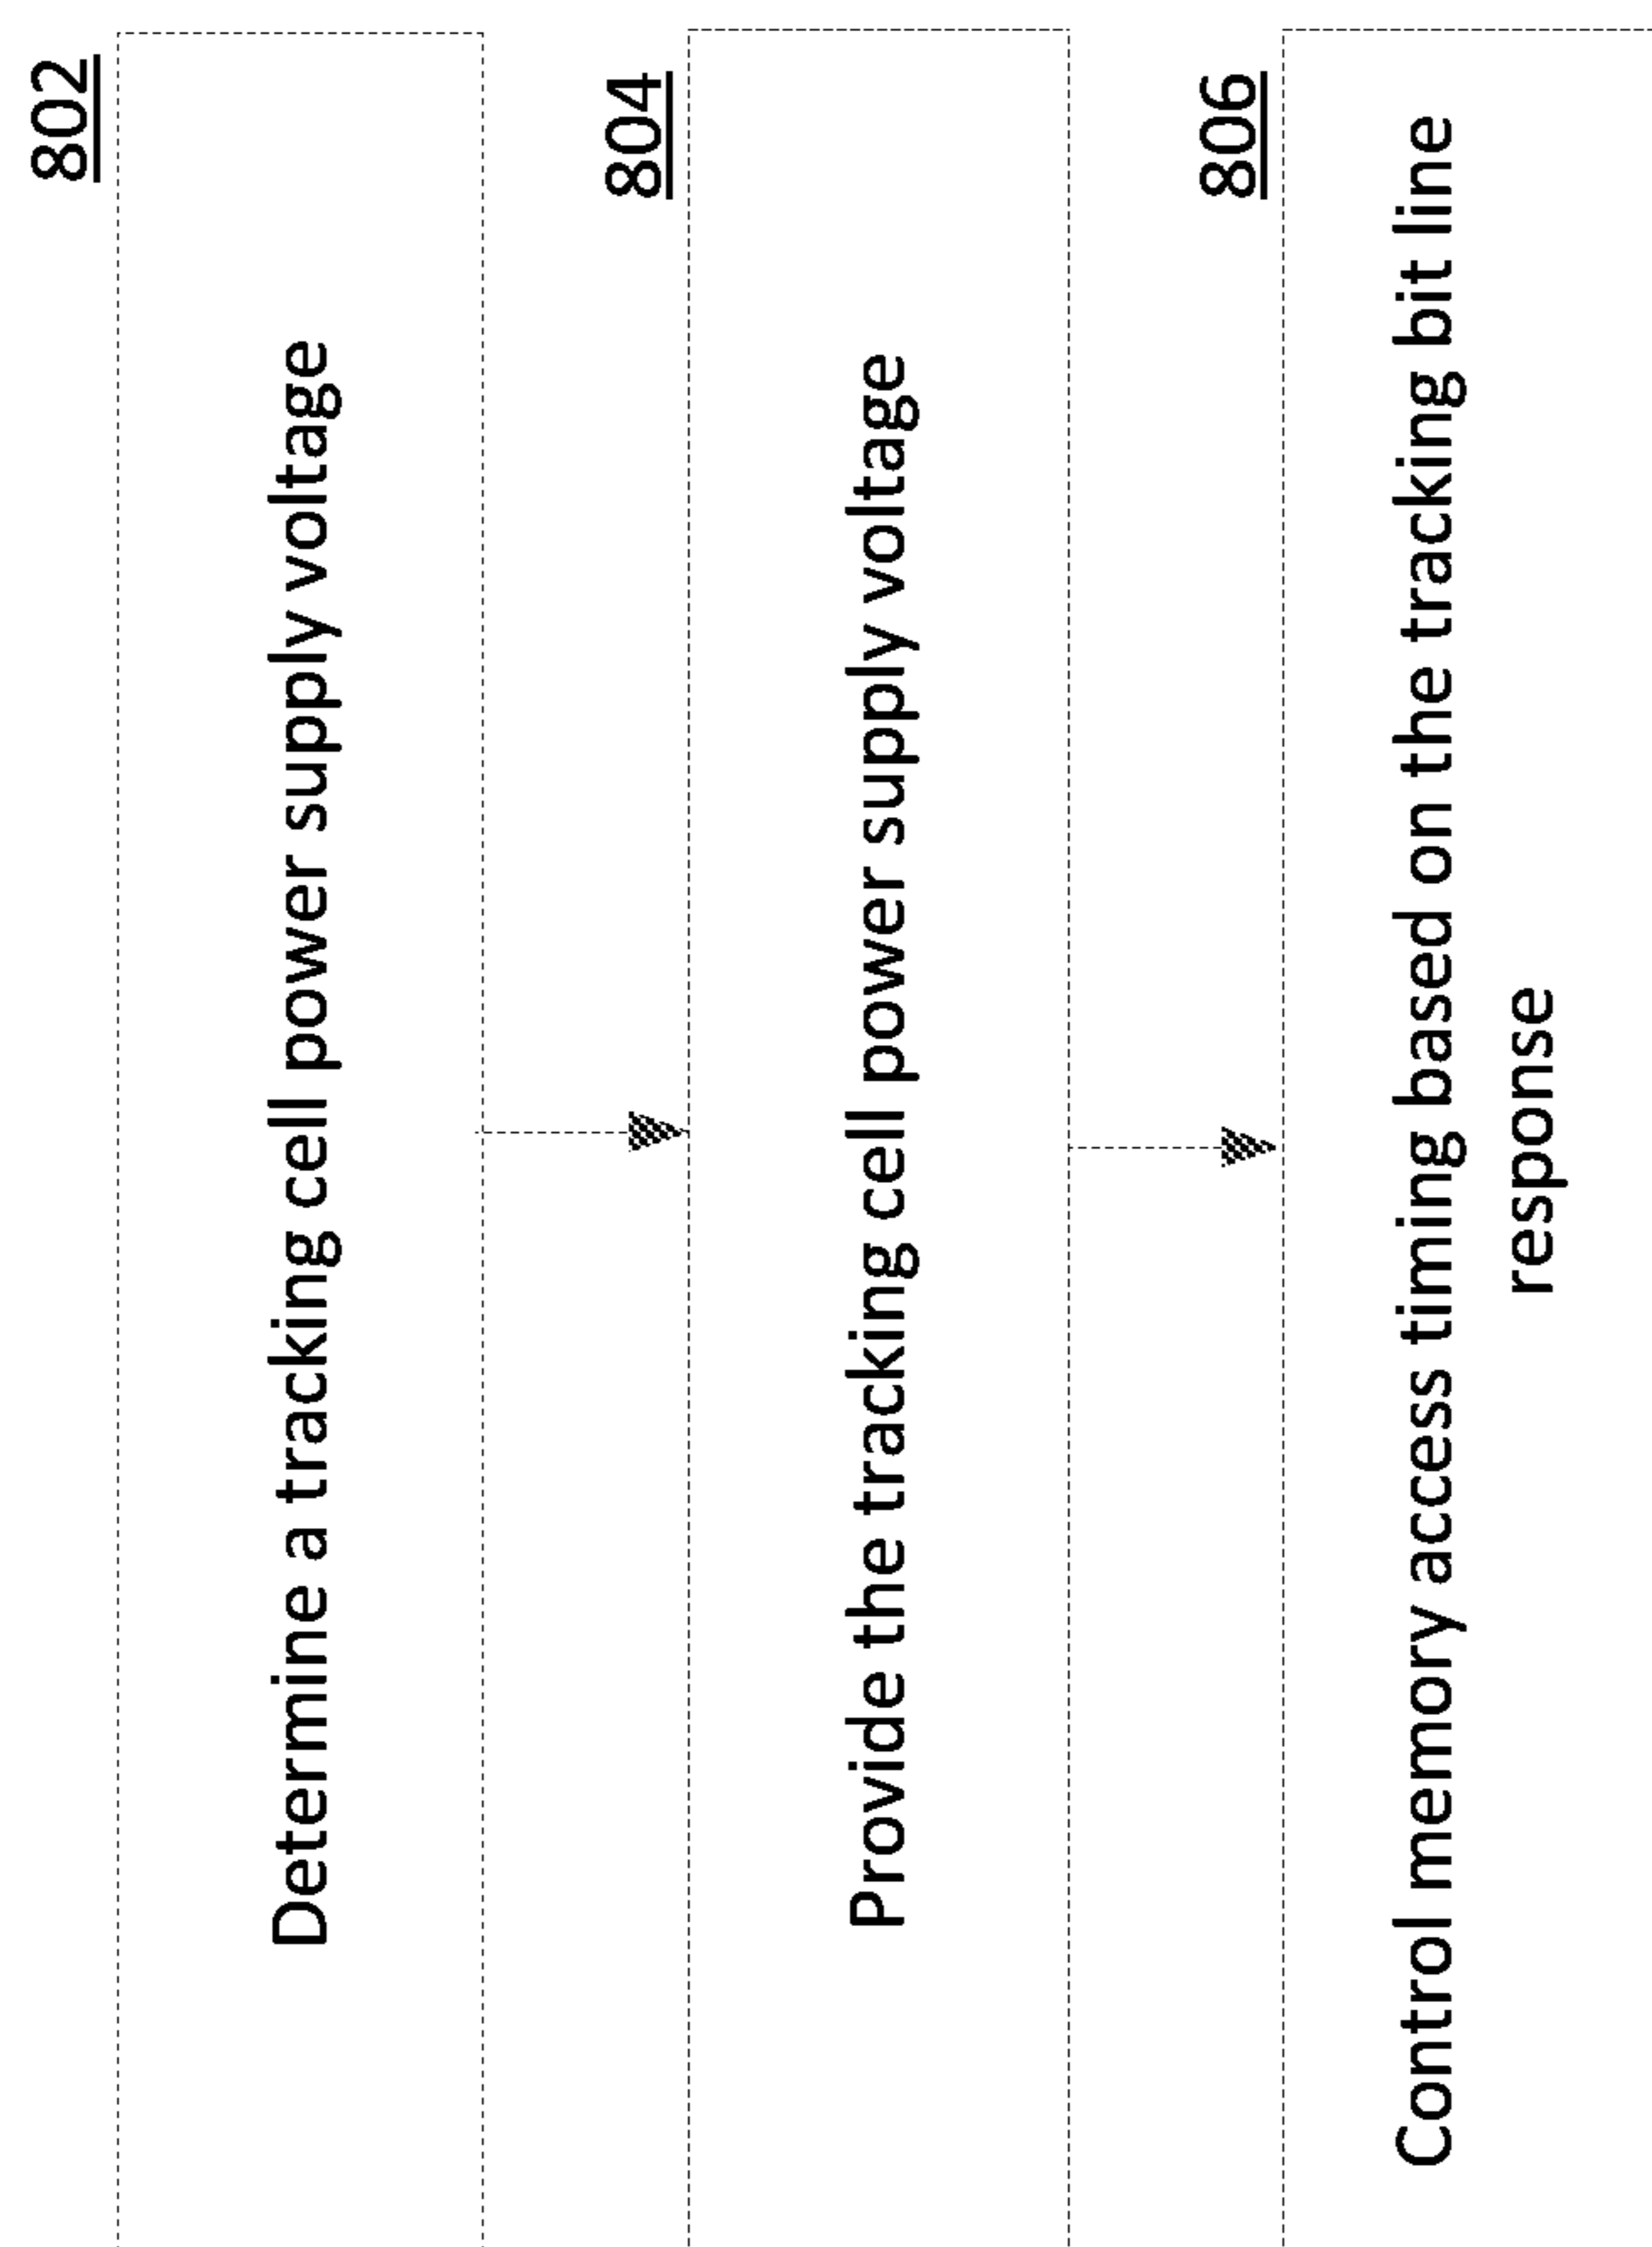 802
Determine a tracking cell power supply voltage
804
Provide the tracking cell power supply voltage
806
Control memory access timing based on the tracking bit line
response